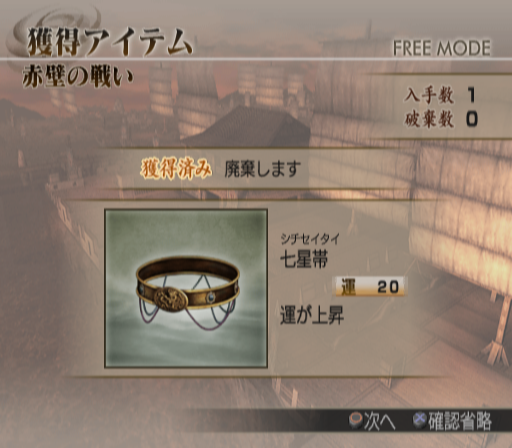 獲得アイテム
FREE MODE
赤壁の戦い
入手数 1
破棄数 0
獲得済み 廃棄します
シチセイタイ
七星帯
運 20
運が上昇
次へ 確認省略